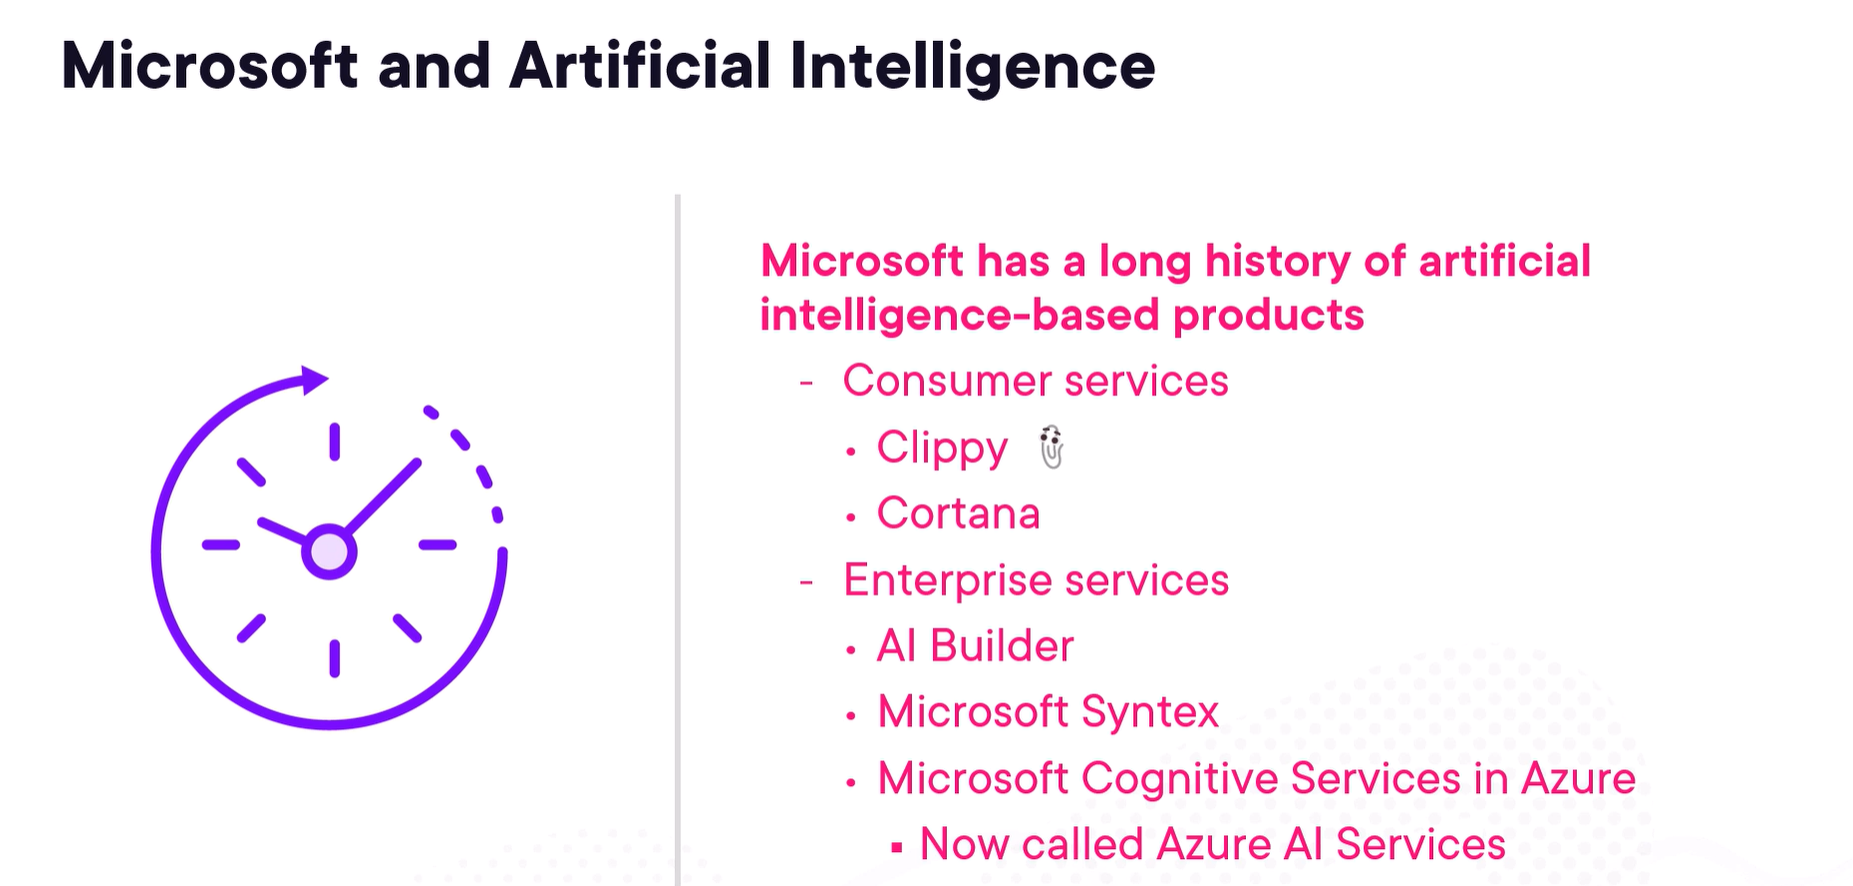 Microsoft and Artificial Intelligence
Microsoft has a long history of artificial
intelligence-based products
- Consumer services
• Clippy
• Cortana
- Enterprise services
• AI Builder
• Microsoft Syntex
• Microsoft Cognitive Services in Azure
▪ Now called Azure AI Services